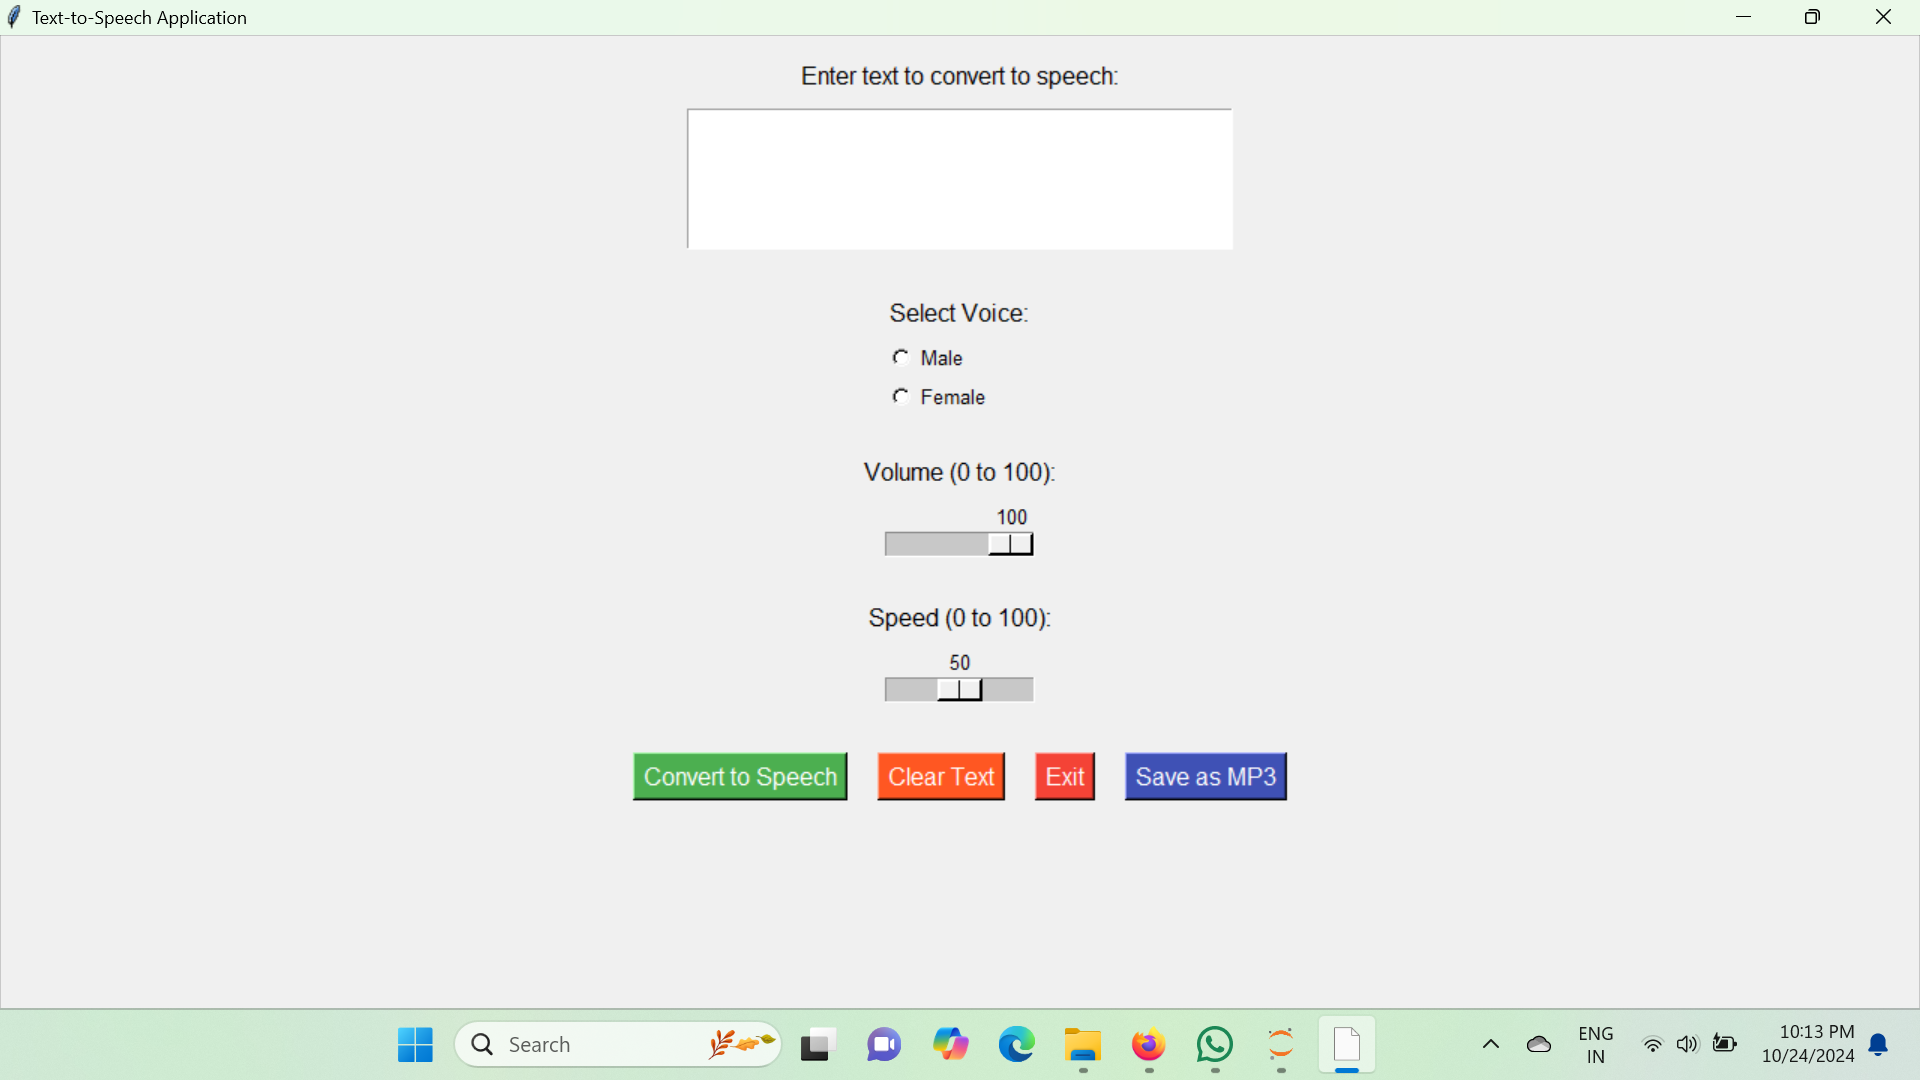 Text-to-Speech Application
Enter text to convert to speech:
Select Voice:
Male
Female
Volume (0 to 100):
100
Speed (0 to 100):
50
Convert to Speech
Clear Text
Exit
Save as MP3
Search
ENG
IN
10:13 PM
10/24/2024